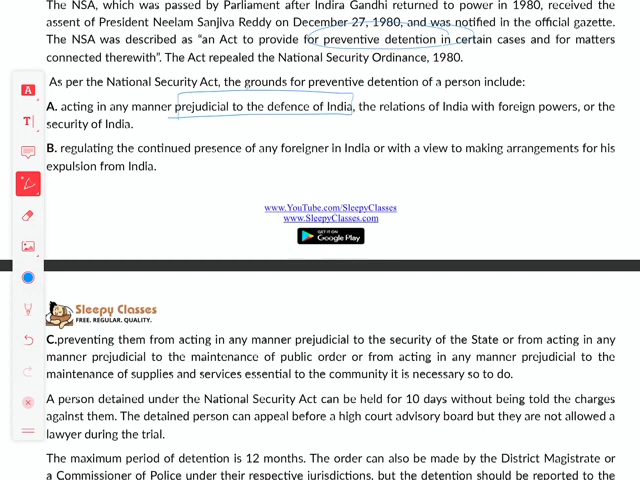 The NSA, which was passed by Parliament after Indira Gandhi returned to power in 1980, received the
assent of President Neelam Sanjiva Reddy on December 27, 1980, and was notified in the official gazette.
The NSA was described as “an Act to provide for preventive detention in certain cases and for matters
connected therewith”. The Act repealed the National Security Ordinance, 1980.
As per the National Security Act, the grounds for preventive detention of a person include:
A. acting in any manner prejudicial to the defence of India, the relations of India with foreign powers, or the
security of India.
B. regulating the continued presence of any foreigner in India or with a view to making arrangements for his
expulsion from India.
www.YouTube.com/SleepyClasses
www.SleepyClasses.com
GET IT ON
Google Play
Sleepy Classes
FREE. REGULAR. QUALITY.
C.preventing them from acting in any manner prejudicial to the security of the State or from acting in any
manner prejudicial to the maintenance of public order or from acting in any manner prejudicial to the
maintenance of supplies and services essential to the community it is necessary so to do.
A person detained under the National Security Act can be held for 10 days without being told the charges
against them. The detained person can appeal before a high court advisory board but they are not allowed a
lawyer during the trial.
The maximum period of detention is 12 months. The order can also be made by the District Magistrate or
a Commissioner of Police under their respective jurisdictions, but the detention should be reported to the
A
T